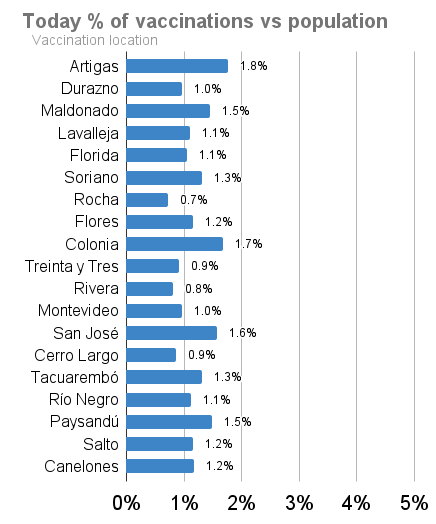 Today % of vaccinations vs population
Vaccination location
Artigas 1.8%
Durazno 1.0%
Maldonado 1.5%
Lavalleja 1.1%
Florida 1.1%
Soriano 1.3%
Rocha 0.7%
Flores 1.2%
Colonia 1.7%
Treinta y Tres 0.9%
Rivera 0.8%
Montevideo 1.0%
San José 1.6%
Cerro Largo 0.9%
Tacuarembó 1.3%
Río Negro 1.1%
Paysandú 1.5%
Salto 1.2%
Canelones 1.2%
0% 1% 2% 3% 4% 5%